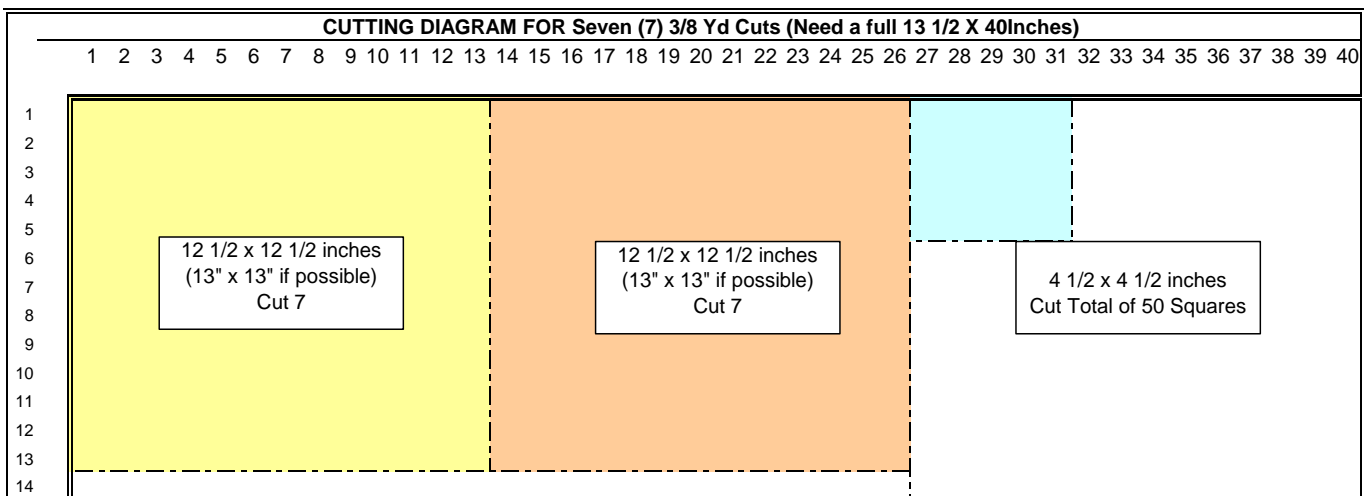 CUTTING DIAGRAM FOR Seven (7) 3/8 Yd Cuts (Need a full 13 1/2 X 40Inches)
1 2 3 4 5 6 7 8 9 10 11 12 13 14 15 16 17 18 19 20 21 22 23 24 25 26 27 28 29 30 31 32 33 34 35 36 37 38 39 40
1
2
3
4
5
6
7
8
9
10
11
12
13
14
12 1/2 x 12 1/2 inches
(13" x 13" if possible)
Cut 7
12 1/2 x 12 1/2 inches
(13" x 13" if possible)
Cut 7
4 1/2 x 4 1/2 inches
Cut Total of 50 Squares